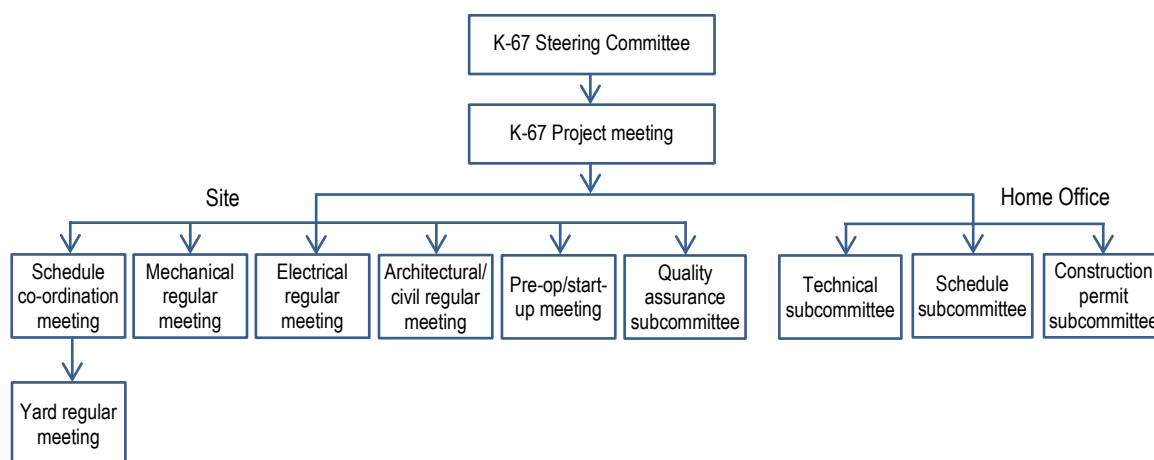 K-67 Steering Committee
K-67 Project meeting
Site
Home Office
Schedule
co-ordination
meeting
Mechanical
regular
meeting
Electrical
regular
meeting
Architectural/
civil regular
meeting
Pre-op/start-
up meeting
Quality
assurance
subcommittee
Technical
subcommittee
Schedule
subcommittee
Construction
permit
subcommittee
Yard regular
meeting